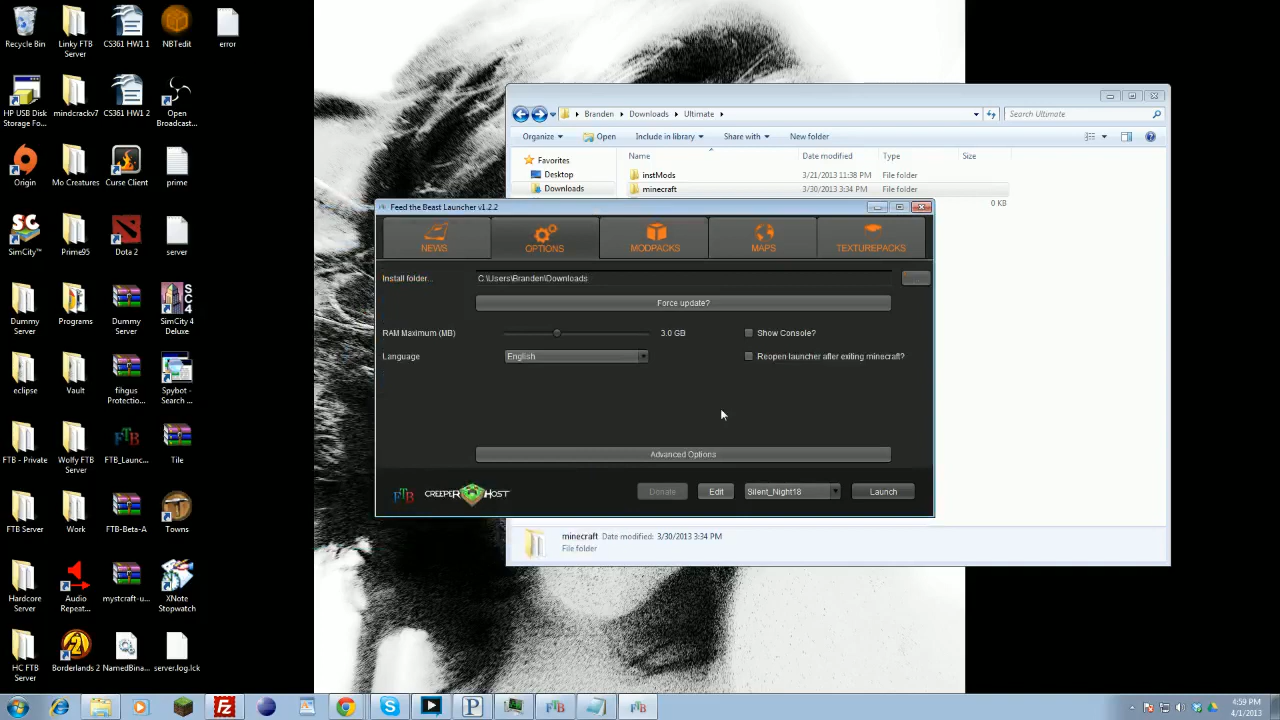 Recycle Bin
Linky FTB Server
CS361 HW1 1
NBTedit
error
HP USB Disk Storage Fo...
mindcrackv7
CS361 HW1 2
Open Broadcast...
Origin
Mo Creatures
Curse Client
prime
SimCity™
Prime95
Dota 2
server
Dummy Server
Programs
Dummy Server
SimCity 4 Deluxe
eclipse
Vault
fihgus Protectio...
Spybot - Search ...
FTB - Private
Wolfy FTB Server
FTB_Launc...
Tile
FTB Server
Work
FTB-Beta-A
Towns
Hardcore Server
Audio Repeat...
mystcraft-u...
XNote Stopwatch
HC FTB Server
Borderlands 2
NamedBina...
server.log.lck
Branden Downloads Ultimate
Search Ultimate
Organize Open Include in library Share with New folder
Favorites
Desktop
Downloads
Name Date modified Type Size
instMods 3/21/2013 11:38 PM File folder
minecraft 3/30/2013 3:34 PM File folder
0 KB
Feed the Beast Launcher v1.2.2
NEWS OPTIONS MODPACKS MAPS TEXTUREPACKS
Install folder... C:\Users\Branden\Downloads
Force update?
RAM Maximum (MB) 3.0 GB Show Console?
Language English Reopen launcher after exiting minecraft?
Advanced Options
FTB CREEPER HOST Donate Edit Silent_Night18 Launch
minecraft Date modified: 3/30/2013 3:34 PM
File folder
4:59 PM
4/1/2013